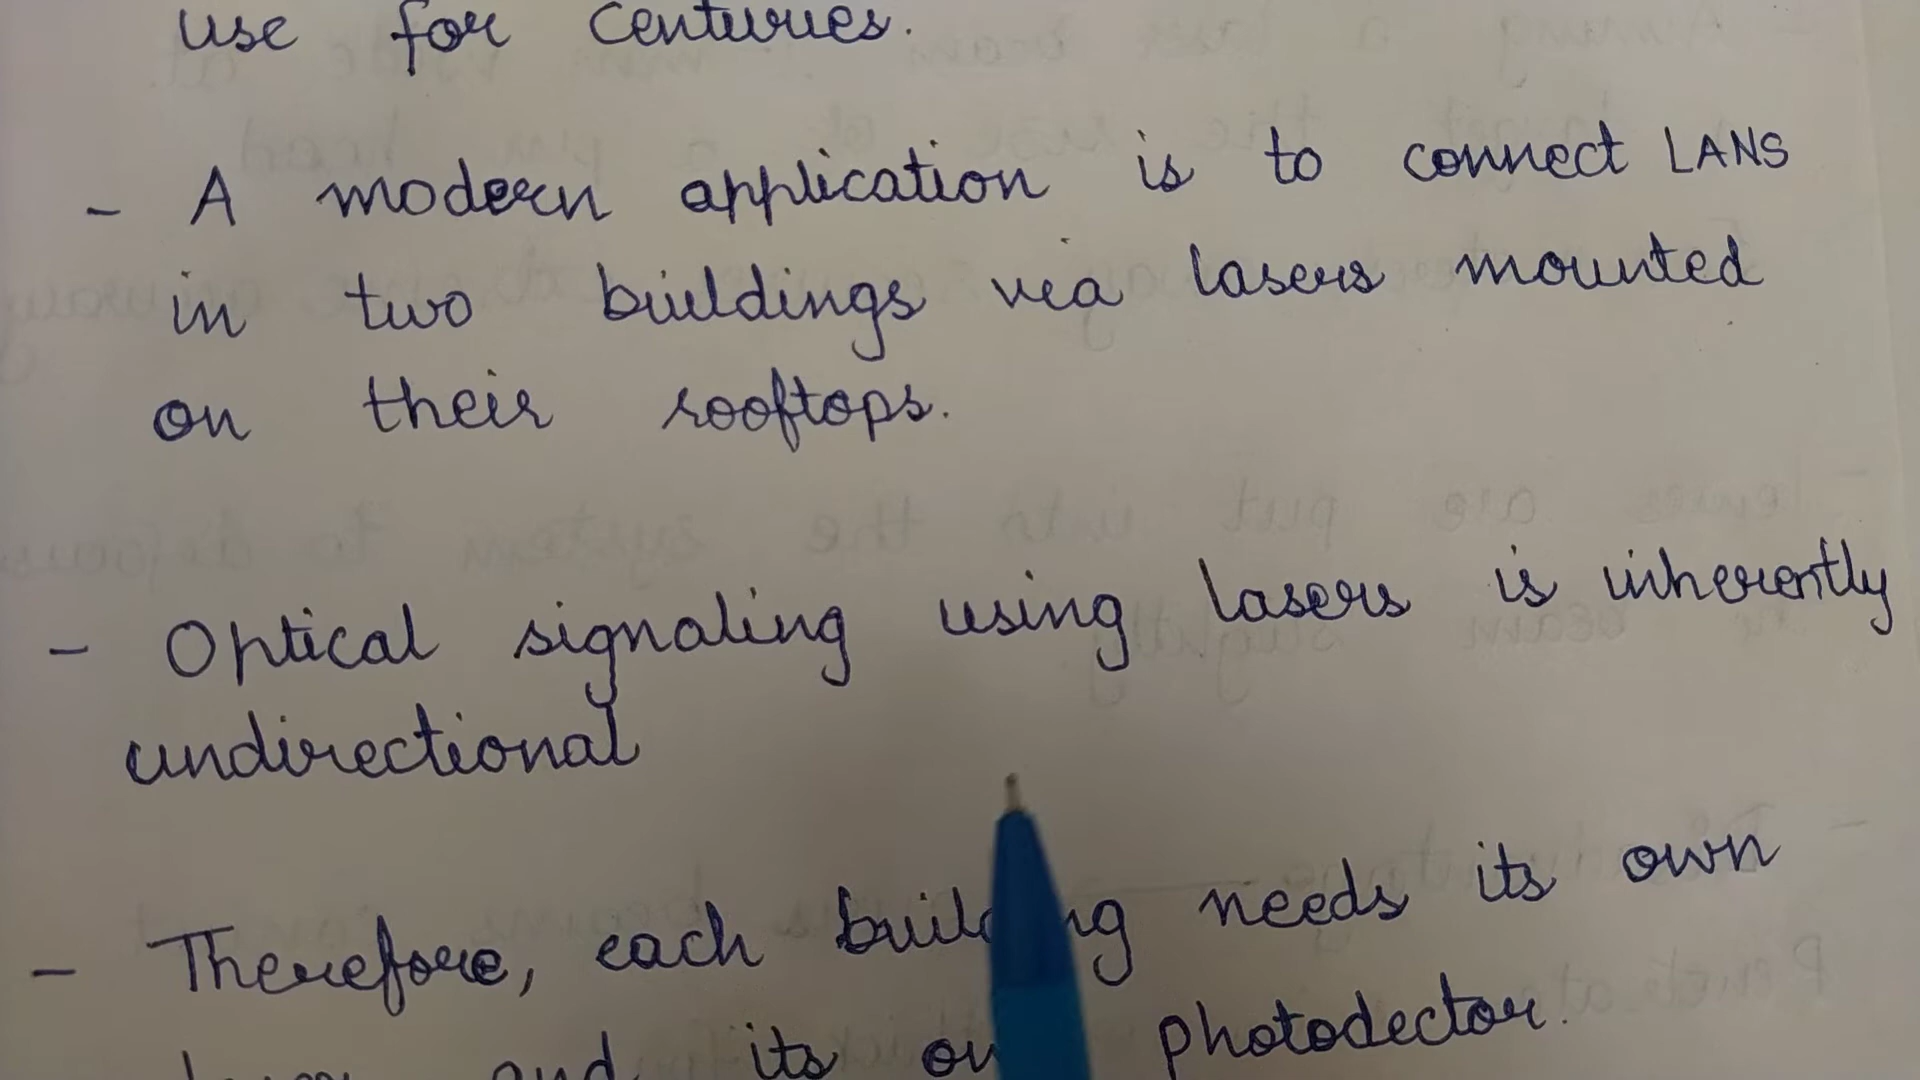 use for centuries.
- A modern application is to connect LANS
in two buildings via lasers mounted
on their rooftops.
- Optical signaling using lasers is inherently
undirectional
- Therefore, each building needs its own
and its photodector.